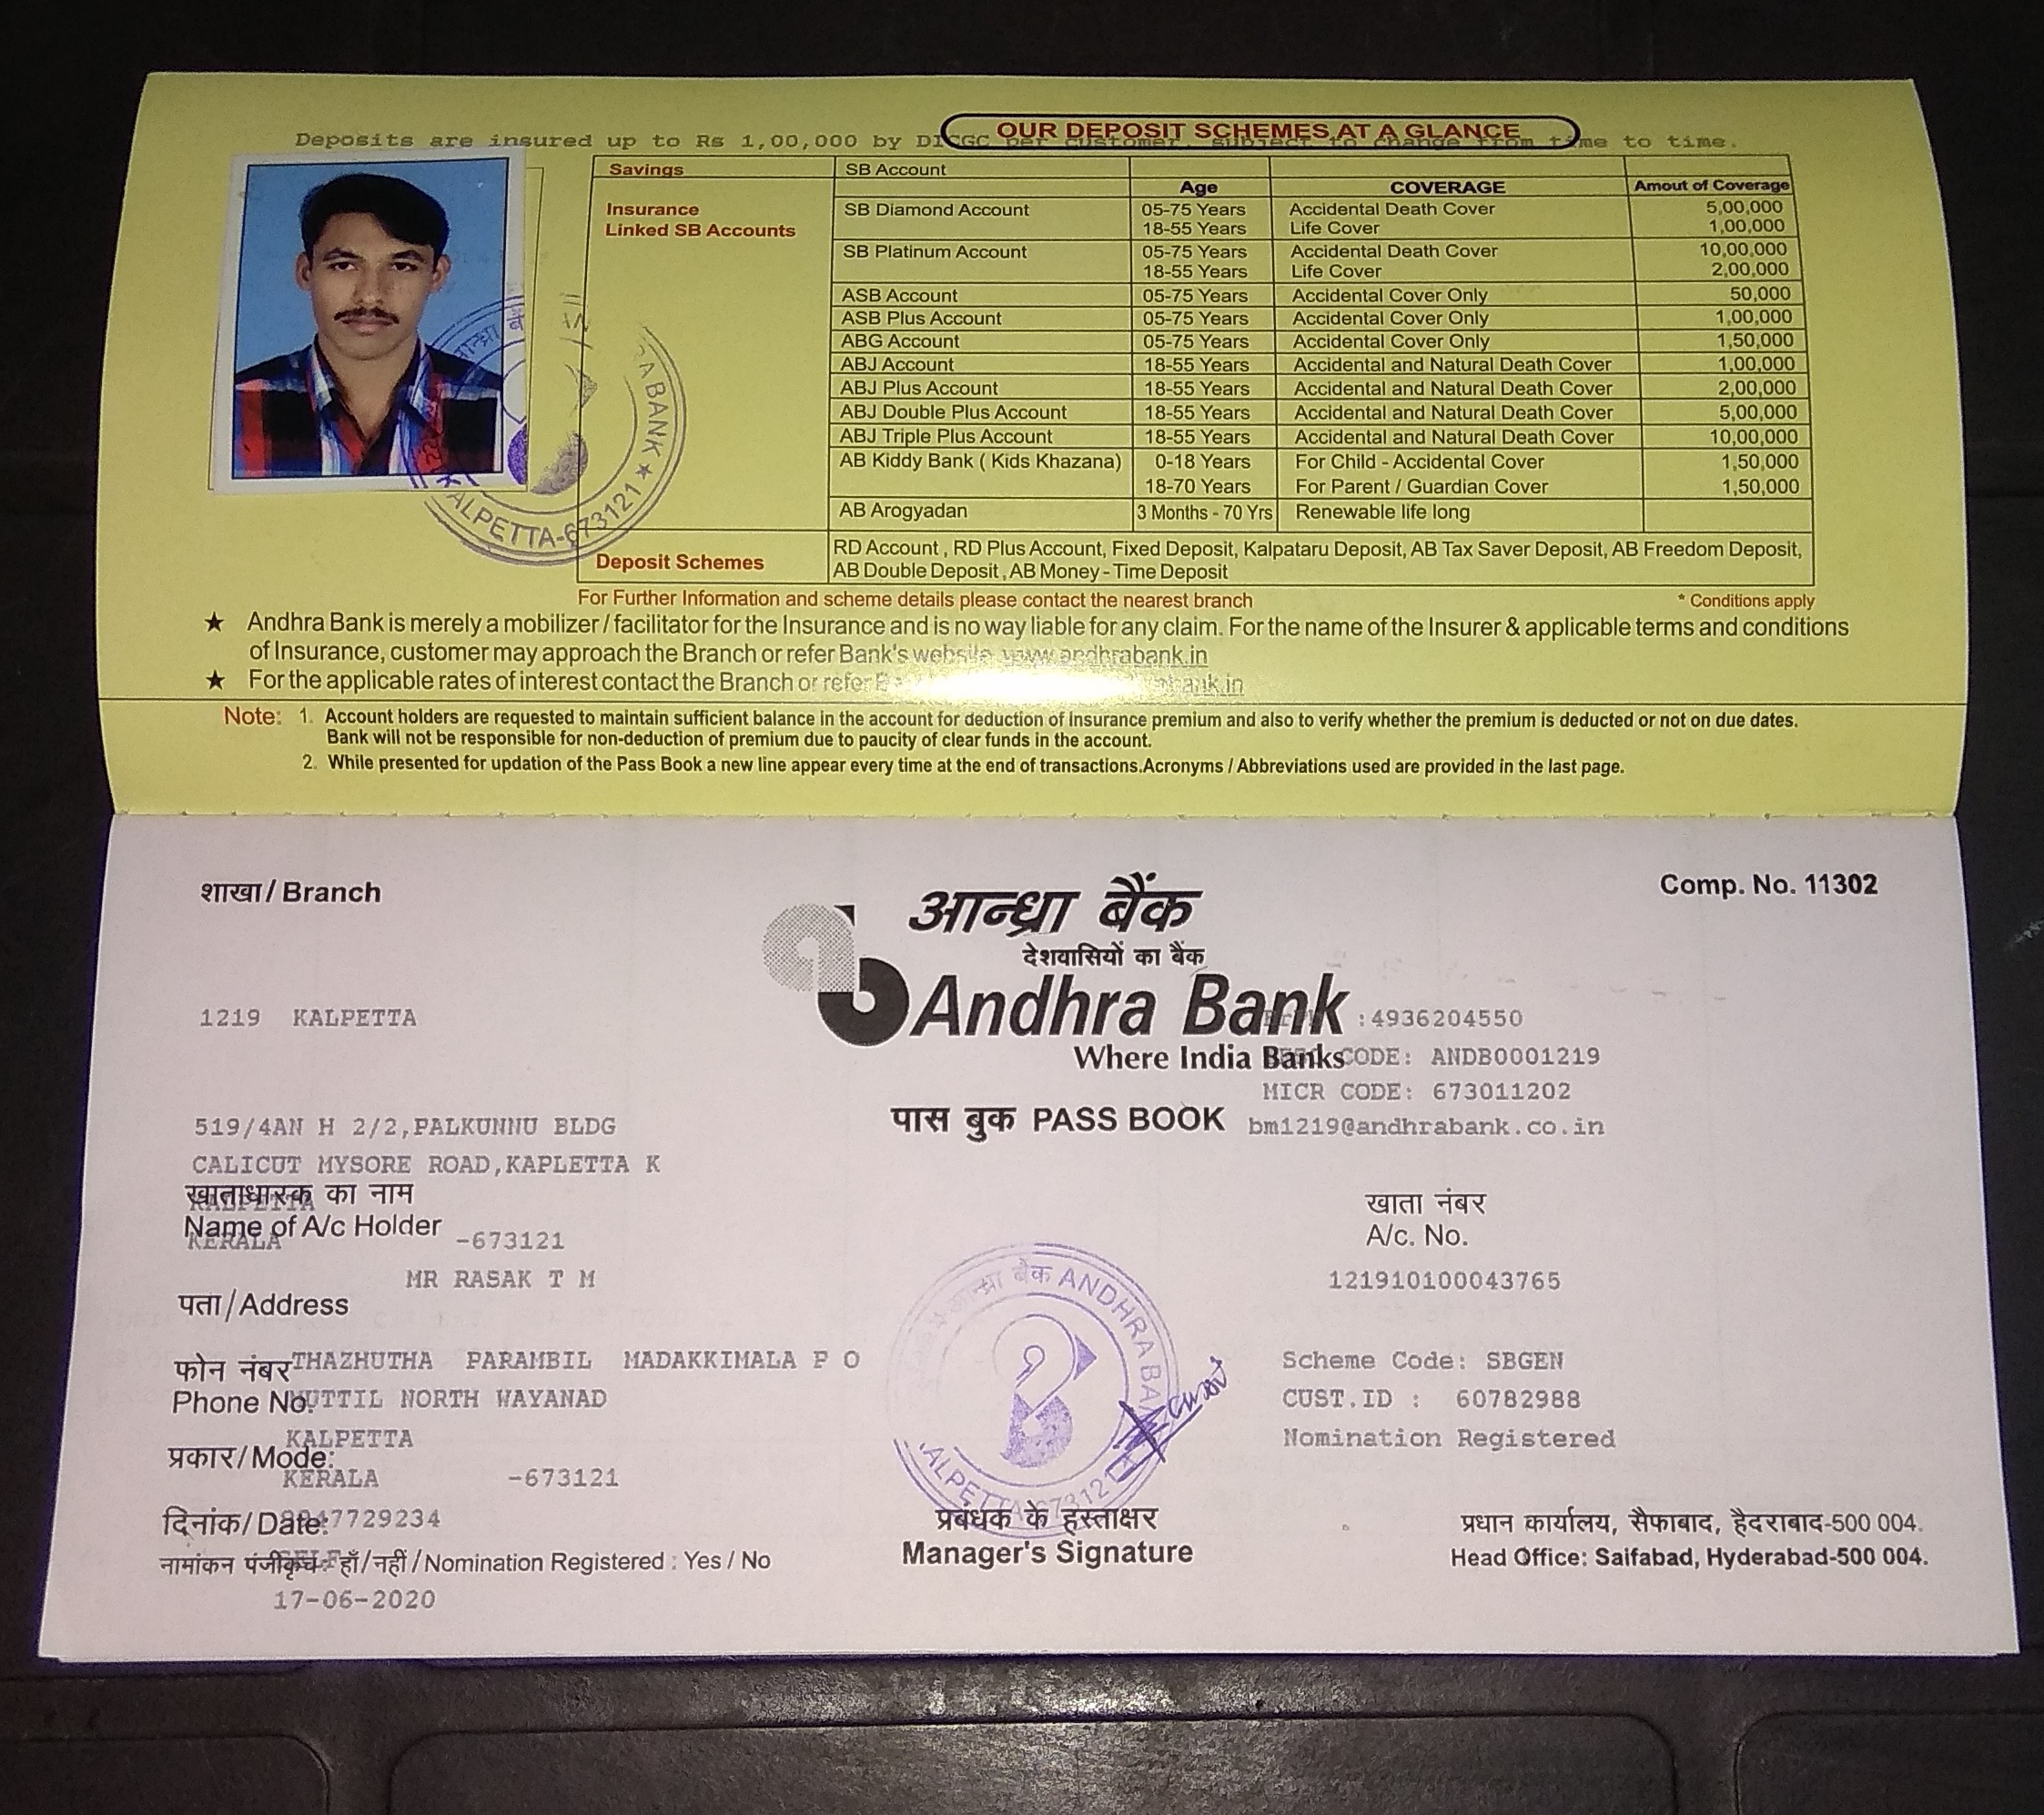 OUR DEPOSIT SCHEMES AT A GLANCE
Deposits are insured up to Rs 1,00,000 by DICGC per customer, subject to change from time to time.
Savings SB Account
Age COVERAGE Amout of Coverage
Insurance Linked SB Accounts
SB Diamond Account 05-75 Years Accidental Death Cover 5,00,000
18-55 Years Life Cover 1,00,000
SB Platinum Account 05-75 Years Accidental Death Cover 10,00,000
18-55 Years Life Cover 2,00,000
ASB Account 05-75 Years Accidental Cover Only 50,000
ASB Plus Account 05-75 Years Accidental Cover Only 1,00,000
ABG Account 05-75 Years Accidental Cover Only 1,50,000
ABJ Account 18-55 Years Accidental and Natural Death Cover 1,00,000
ABJ Plus Account 18-55 Years Accidental and Natural Death Cover 2,00,000
ABJ Double Plus Account 18-55 Years Accidental and Natural Death Cover 5,00,000
ABJ Triple Plus Account 18-55 Years Accidental and Natural Death Cover 10,00,000
AB Kiddy Bank ( Kids Khazana) 0-18 Years For Child - Accidental Cover 1,50,000
18-70 Years For Parent / Guardian Cover 1,50,000
AB Arogyadan 3 Months - 70 Yrs Renewable life long
Deposit Schemes RD Account , RD Plus Account, Fixed Deposit, Kalpataru Deposit, AB Tax Saver Deposit, AB Freedom Deposit,
AB Double Deposit , AB Money - Time Deposit
BANK ★
ALPETTA-673121
For Further Information and scheme details please contact the nearest branch * Conditions apply
★ Andhra Bank is merely a mobilizer / facilitator for the Insurance and is no way liable for any claim. For the name of the Insurer & applicable terms and conditions
of Insurance, customer may approach the Branch or refer Bank's website www.andhrabank.in
★ For the applicable rates of interest contact the Branch or refer
Note: 1. Account holders are requested to maintain sufficient balance in the account for deduction of Insurance premium and also to verify whether the premium is deducted or not on due dates.
Bank will not be responsible for non-deduction of premium due to paucity of clear funds in the account.
2. While presented for updation of the Pass Book a new line appear every time at the end of transactions.Acronyms / Abbreviations used are provided in the last page.
शाखा / Branch
Comp. No. 11302
आन्ध्रा बैंक
देशवासियों का बैंक
Andhra Bank
Where India Banks
1219 KALPETTA
:4936204550
CODE: ANDB0001219
MICR CODE: 673011202
पास बुक PASS BOOK
bm1219@andhrabank.co.in
519/4AN H 2/2,PALKUNNU BLDG
CALICUT MYSORE ROAD,KAPLETTA K
KALPETTA
खाताधारक का नाम
Name of A/c Holder
KERALA -673121
खाता नंबर
A/c. No.
MR RASAK T M
121910100043765
पता / Address
THAZHUTHA PARAMBIL MADAKKIMALA P O
फोन नंबर
Phone No.
MUTTIL NORTH WAYANAD
KALPETTA
प्रकार / Mode:
KERALA -673121
Scheme Code: SBGEN
CUST.ID : 60782988
Nomination Registered
आन्ध्रा बैंक ANDHRA BANK
ALPETTA-673121
दिनांक / Date:
7729234
नामांकन पंजीकृत : हाँ / नहीं / Nomination Registered : Yes / No
17-06-2020
प्रबंधक के हस्ताक्षर
Manager's Signature
प्रधान कार्यालय, सैफाबाद, हैदराबाद-500 004.
Head Office: Saifabad, Hyderabad-500 004.